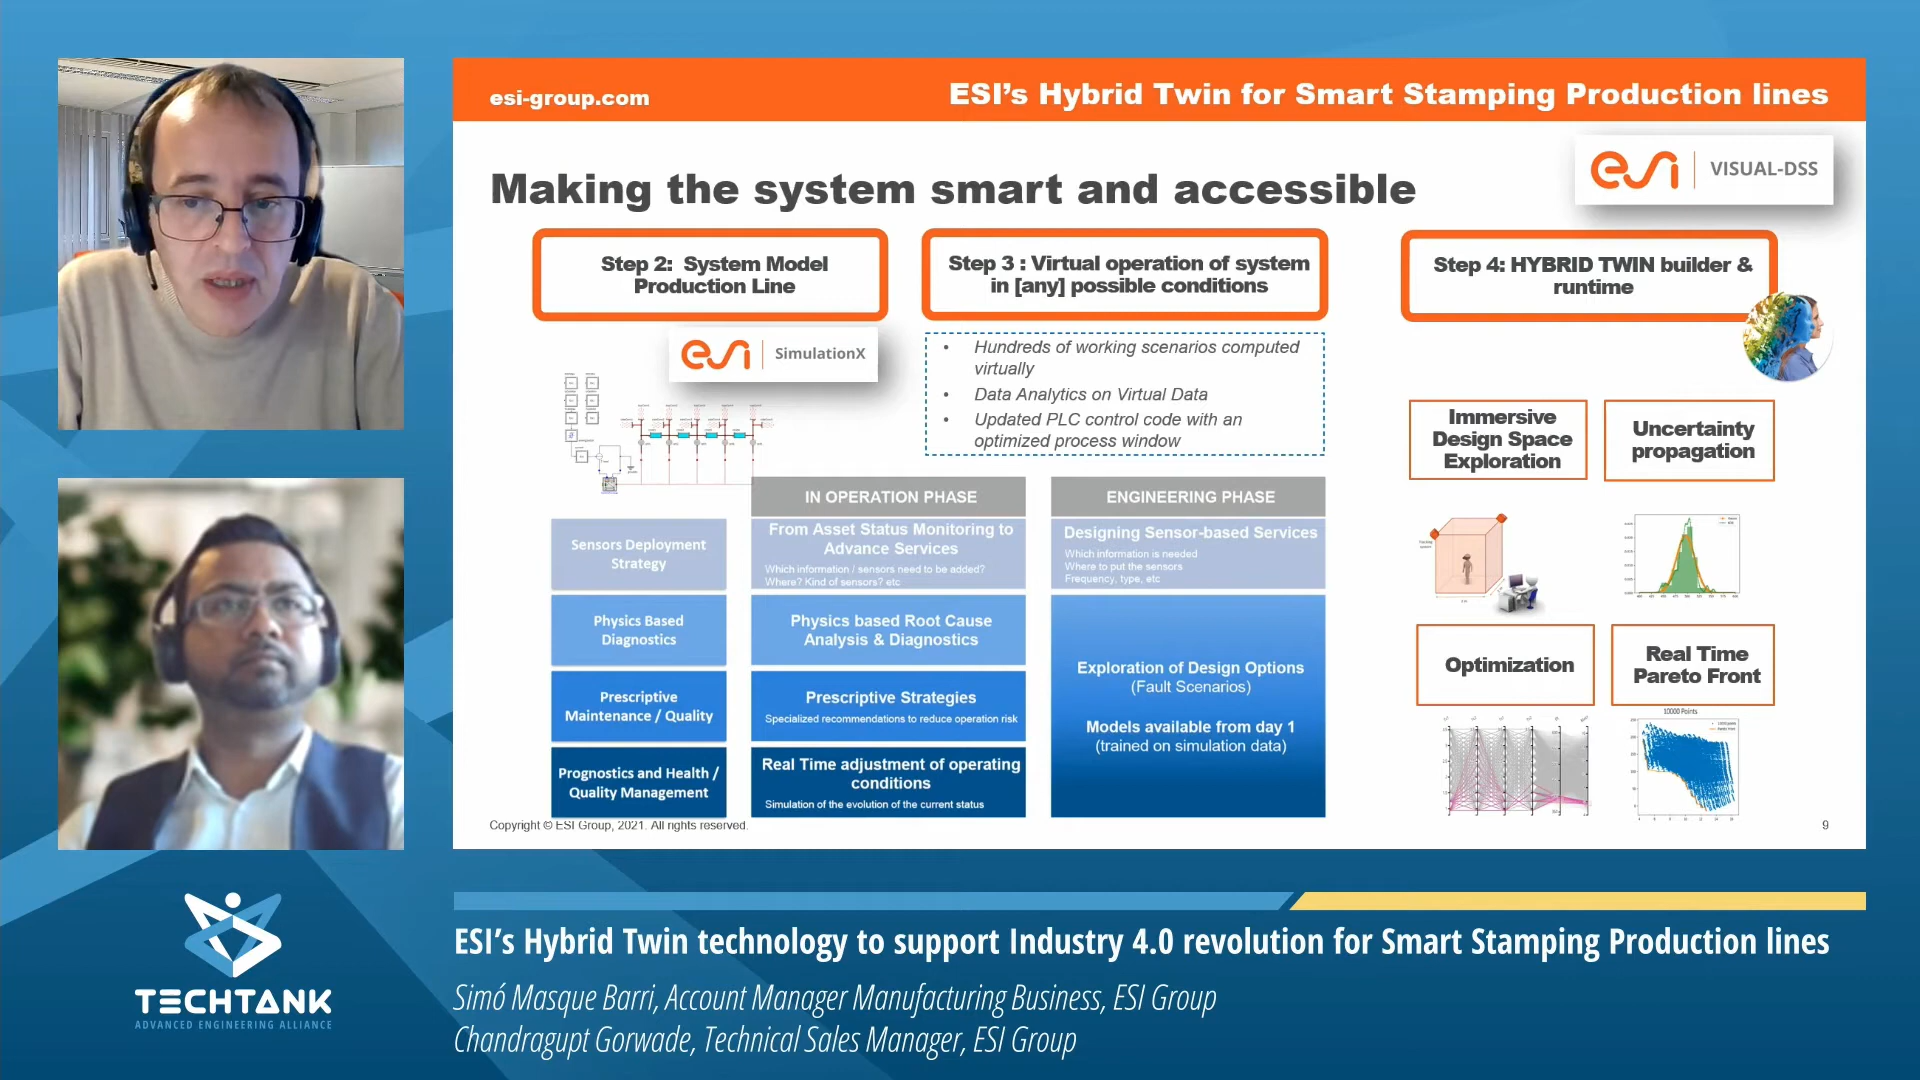 esi-group.com
ESI's Hybrid Twin for Smart Stamping Production lines
Making the system smart and accessible
esi
VISUAL-DSS
Step 2: System Model
Production Line
Step 3 : Virtual operation of system
in [any] possible conditions
Step 4: HYBRID TWIN builder &
runtime
esi
SimulationX
• Hundreds of working scenarios computed
virtually
• Data Analytics on Virtual Data
• Updated PLC control code with an
optimized process window
Immersive
Design Space
Exploration
Uncertainty
propagation
IN OPERATION PHASE
ENGINEERING PHASE
Sensors Deployment
Strategy
From Asset Status Monitoring to
Advance Services
Which information / sensors need to be added?
Where? Kind of sensors? etc
Designing Sensor-based Services
Which information is needed
Where to put the sensors
Frequency, type, etc
Physics Based
Diagnostics
Physics based Root Cause
Analysis & Diagnostics
Exploration of Design Options
(Fault Scenarios)
Models available from day 1
(trained on simulation data)
Prescriptive
Maintenance / Quality
Prescriptive Strategies
Specialized recommendations to reduce operation risk
Prognostics and Health /
Quality Management
Real Time adjustment of operating
conditions
Simulation of the evolution of the current status
Optimization
Real Time
Pareto Front
10000 Points
Copyright © ESI Group, 2021. All rights reserved.
9
TECHTANK
ADVANCED ENGINEERING ALLIANCE
ESI's Hybrid Twin technology to support Industry 4.0 revolution for Smart Stamping Production lines
Simó Masque Barri, Account Manager Manufacturing Business, ESI Group
Chandragupt Gorwade, Technical Sales Manager, ESI Group